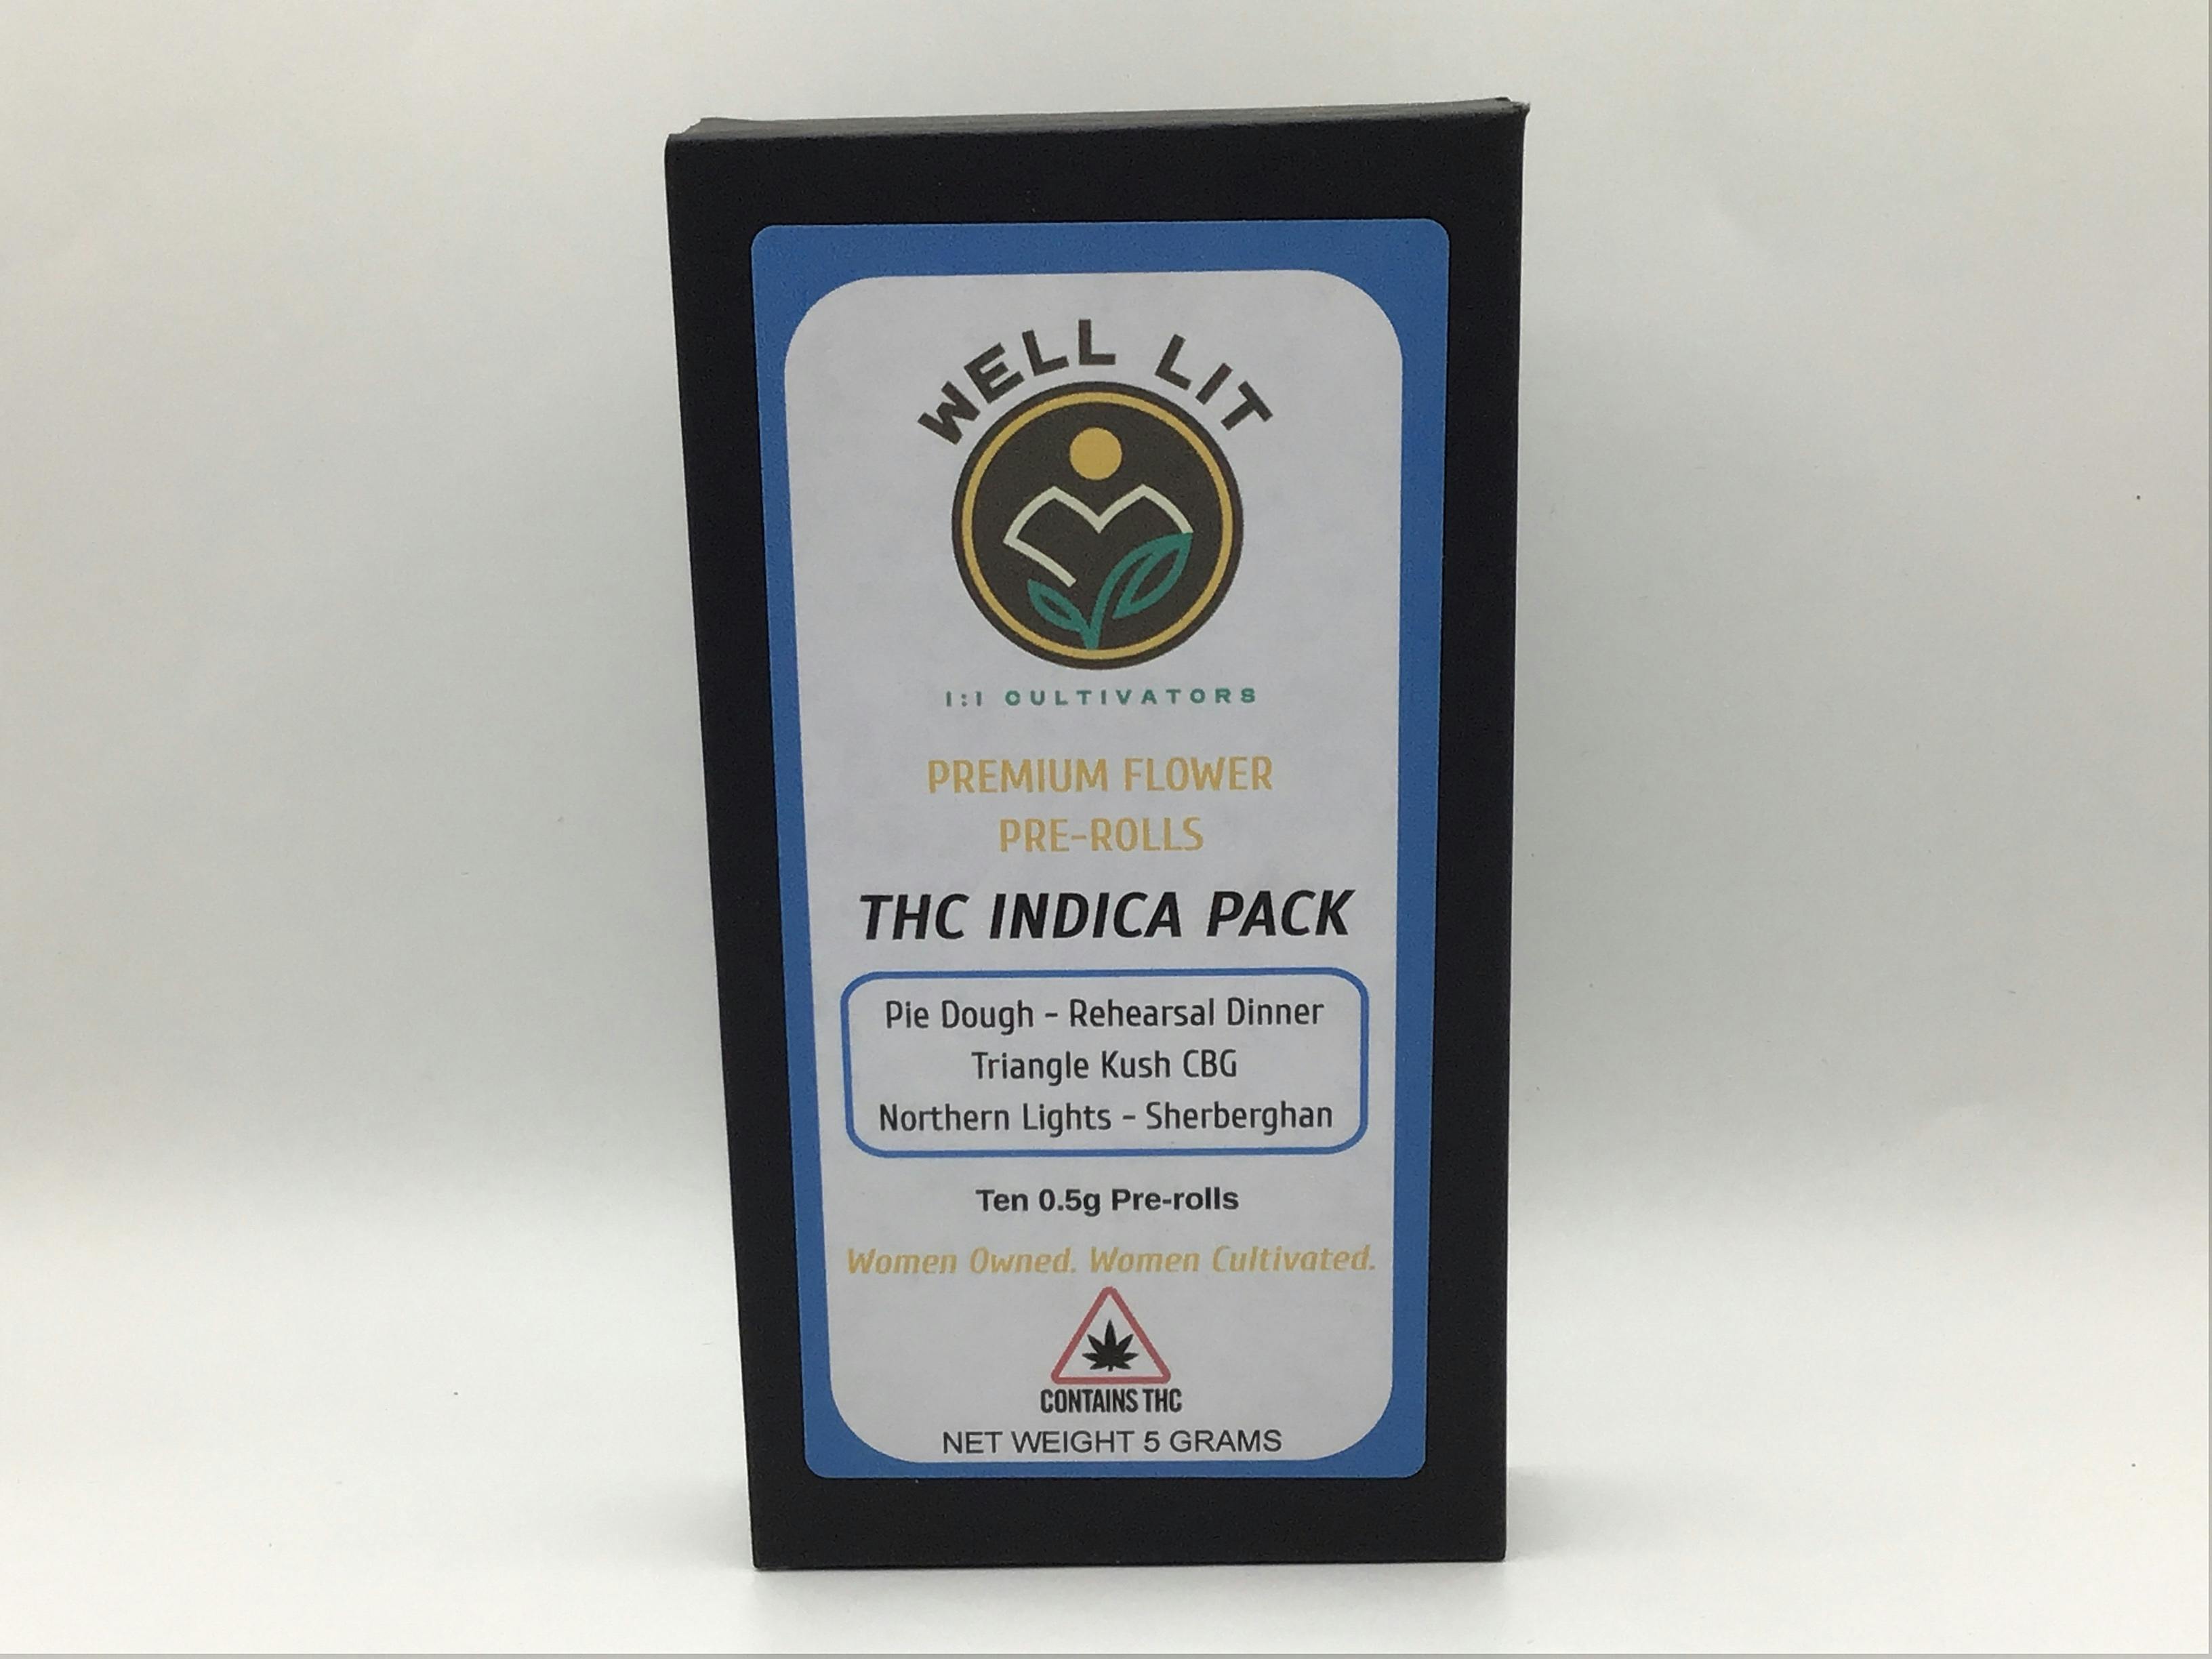 WELL LIT
1:1 CULTIVATORS
PREMIUM FLOWER
PRE-ROLLS
THC INDICA PACK
Pie Dough - Rehearsal Dinner
Triangle Kush CBG
Northern Lights - Sherberghan
Ten 0.5g Pre-rolls
Women Owned. Women Cultivated.
CONTAINS THC
NET WEIGHT 5 GRAMS